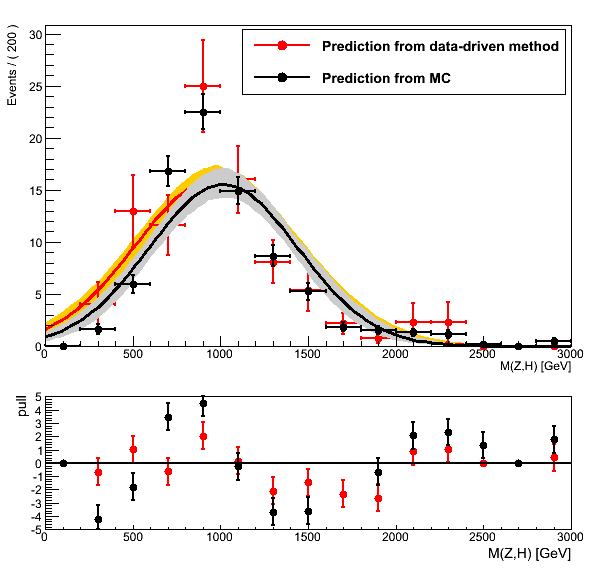 Events / ( 200 )
30
25
20
15
10
5
0
Prediction from data-driven method
Prediction from MC
0 500 1000 1500 2000 2500 3000
M(Z,H) [GeV]
pull
5
4
3
2
1
0
-1
-2
-3
-4
-5
0 500 1000 1500 2000 2500 3000
M(Z,H) [GeV]